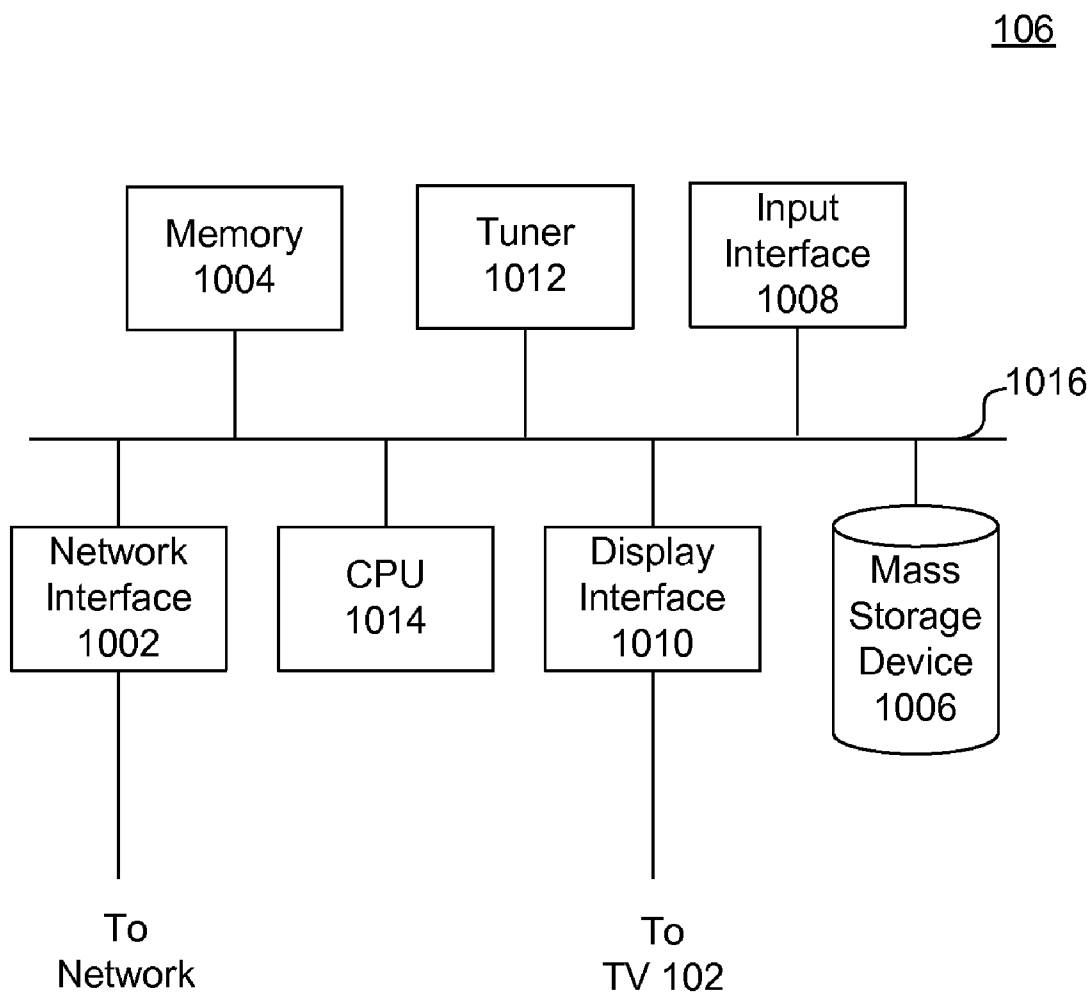 106
Memory
1004
Tuner
1012
Input
Interface
1008
1016
Network
Interface
1002
CPU
1014
Display
Interface
1010
Mass
Storage
Device
1006
To
Network
To
TV 102